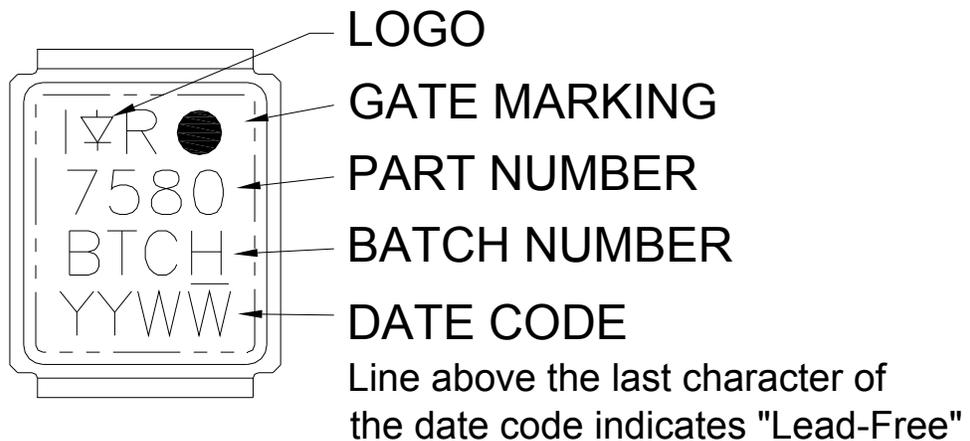 LOGO
I R
GATE MARKING
7580
PART NUMBER
BTCH
BATCH NUMBER
YYWW
DATE CODE
Line above the last character of
the date code indicates "Lead-Free"